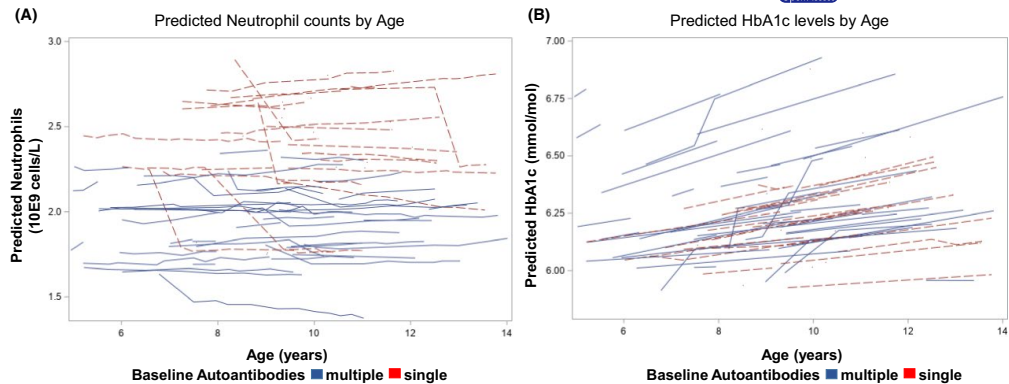 (A)
Predicted Neutrophil counts by Age
3.0
2.5
2.0
1.5
Predicted Neutrophils
(10E9 cells/L)
6 8 10 12 14
Age (years)
Baseline Autoantibodies multiple single
(B)
Predicted HbA1c levels by Age
7.00
6.75
6.50
6.25
6.00
Predicted HbA1c (mmol/mol)
6 8 10 12 14
Age (years)
Baseline Autoantibodies multiple single